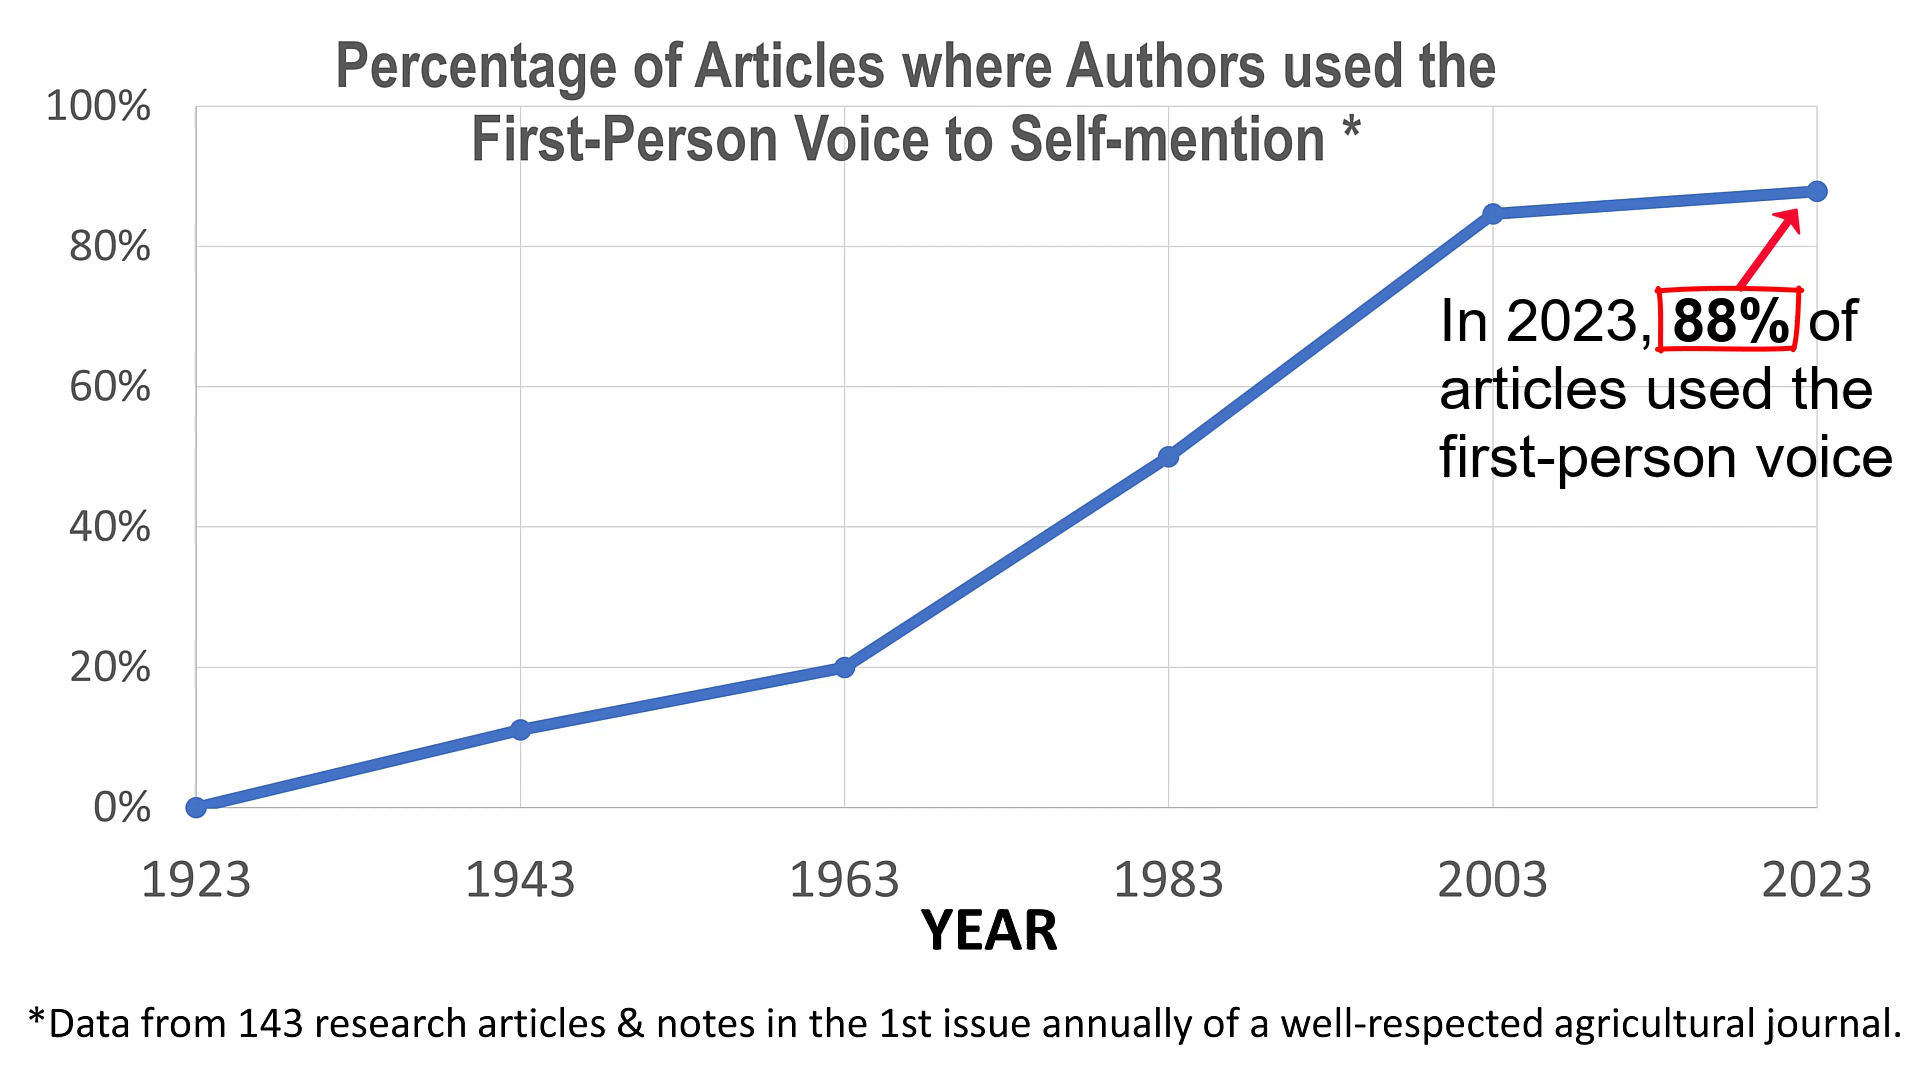 Percentage of Articles where Authors used the
First-Person Voice to Self-mention *
100%
80%
60%
40%
20%
0%
In 2023, 88% of
articles used the
first-person voice
1923 1943 1963 1983 2003 2023
YEAR
*Data from 143 research articles & notes in the 1st issue annually of a well-respected agricultural journal.